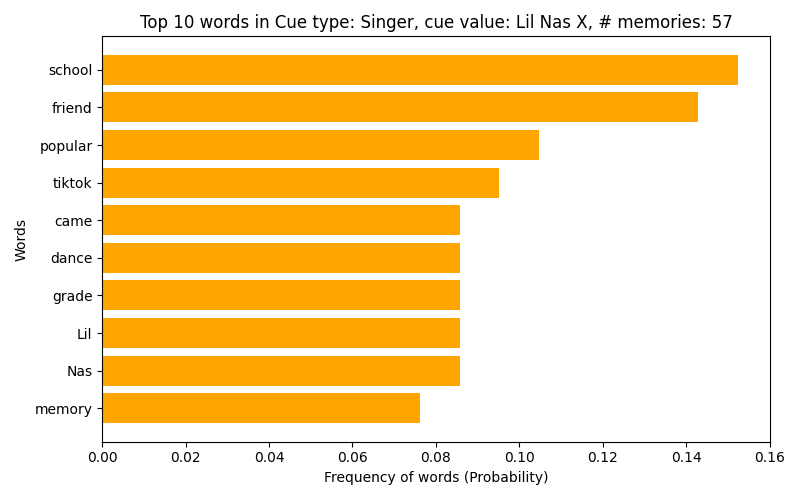 Top 10 words in Cue type: Singer, cue value: Lil Nas X, # memories: 57
school
friend
popular
tiktok
came
dance
grade
Lil
Nas
memory
Words
0.00 0.02 0.04 0.06 0.08 0.10 0.12 0.14 0.16
Frequency of words (Probability)